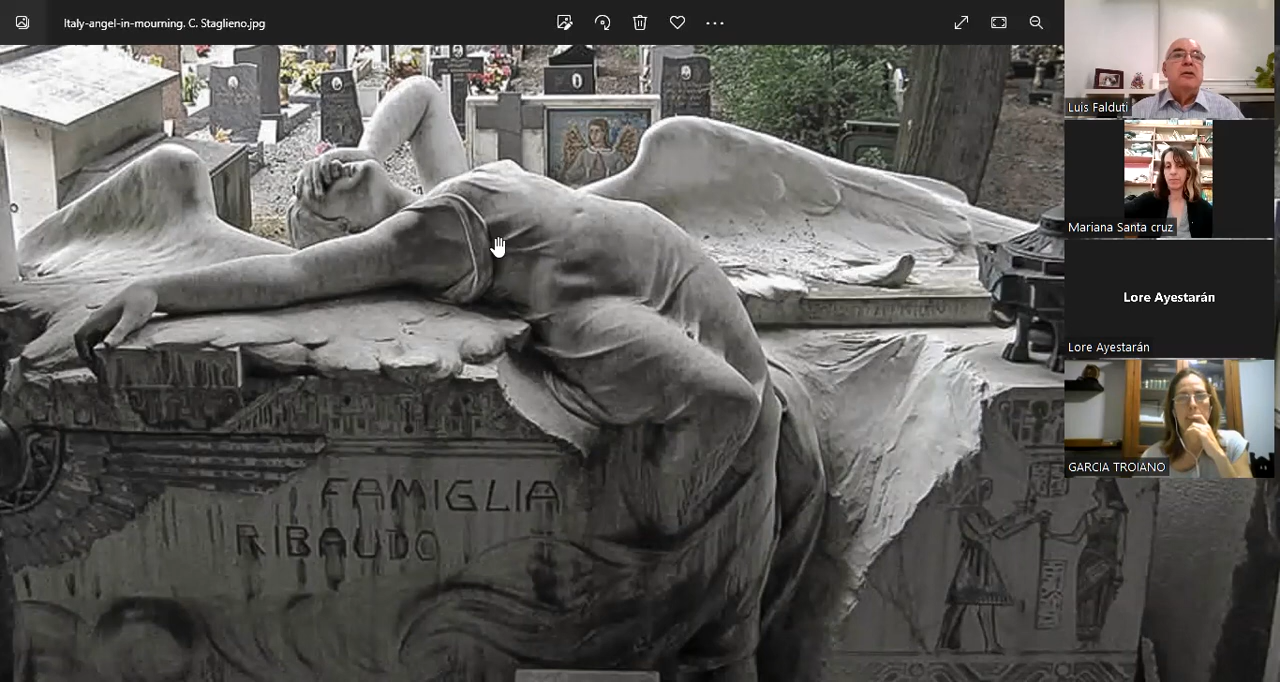 Italy-angel-in-mourning. C. Staglieno.jpg
Luis Falduti
Mariana Santa cruz
Lore Ayestarán
Lore Ayestarán
GARCIA TROIANO
FAMIGLIA
RIBAUDO